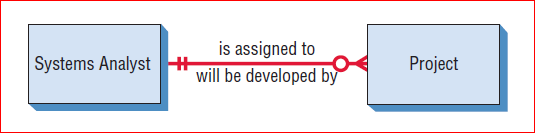 Systems Analyst
is assigned to
will be developed by
Project